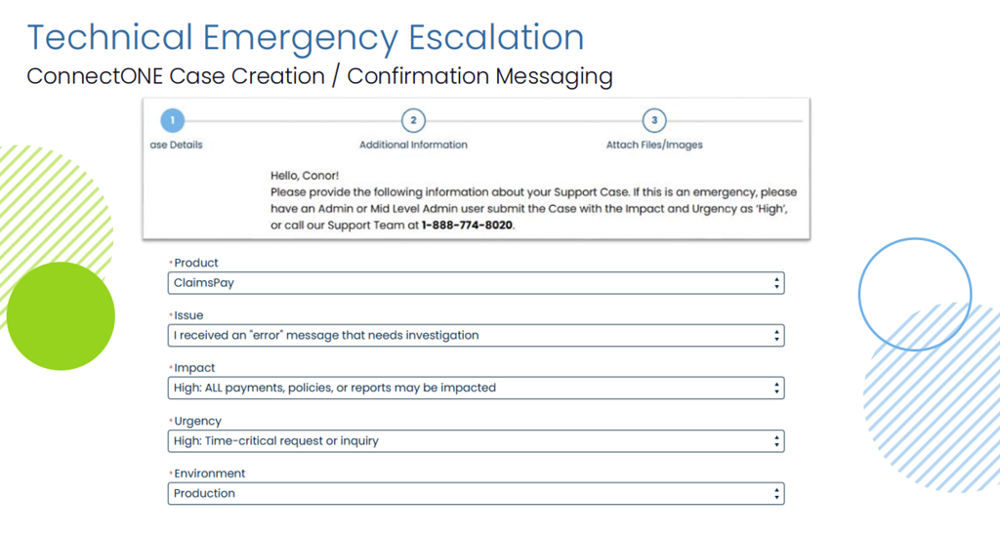 Technical Emergency Escalation
ConnectONE Case Creation / Confirmation Messaging
1
2
3
ase Details
Additional Information
Attach Files/Images
Hello, Conor!
Please provide the following information about your Support Case. If this is an emergency, please
have an Admin or Mid Level Admin user submit the Case with the Impact and Urgency as 'High',
or call our Support Team at 1-888-774-8020.
*Product
ClaimsPay
*Issue
I received an "error" message that needs investigation
*Impact
High: ALL payments, policies, or reports may be impacted
*Urgency
High: Time-critical request or inquiry
*Environment
Production